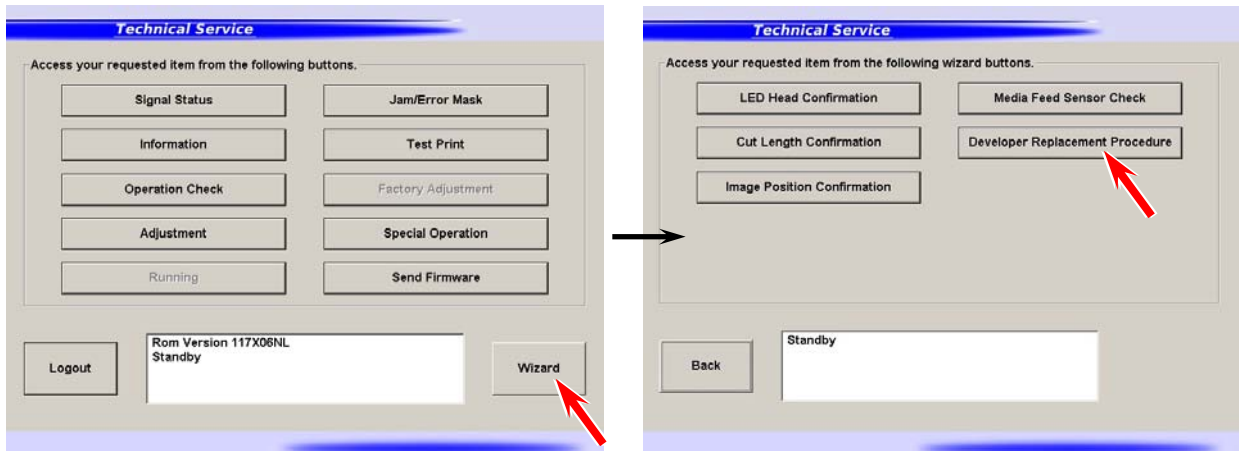 Technical Service
Access your requested item from the following buttons.
Signal Status
Jam/Error Mask
Information
Test Print
Operation Check
Factory Adjustment
Adjustment
Special Operation
Running
Send Firmware
Logout
Rom Version 117X06NL
Standby
Wizard
Technical Service
Access your requested item from the following wizard buttons.
LED Head Confirmation
Media Feed Sensor Check
Cut Length Confirmation
Developer Replacement Procedure
Image Position Confirmation
Back
Standby